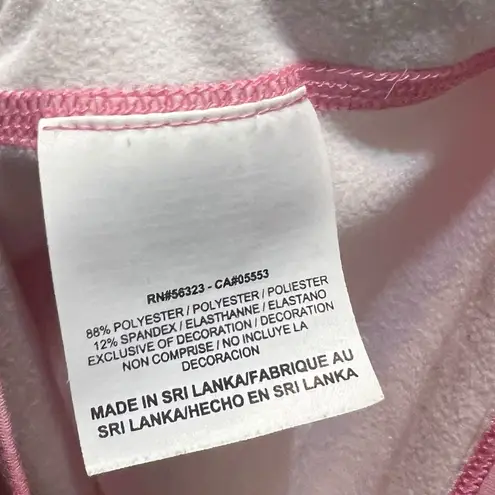 RN#56323 - CA#05553
88% POLYESTER / POLYESTER / POLIESTER
12% SPANDEX / ELASTHANNE / ELASTANO
EXCLUSIVE OF DECORATION / DECORATION
NON COMPRISE / NO INCLUYE LA
DECORACION
MADE IN SRI LANKA/FABRIQUE AU
SRI LANKA/HECHO EN SRI LANKA